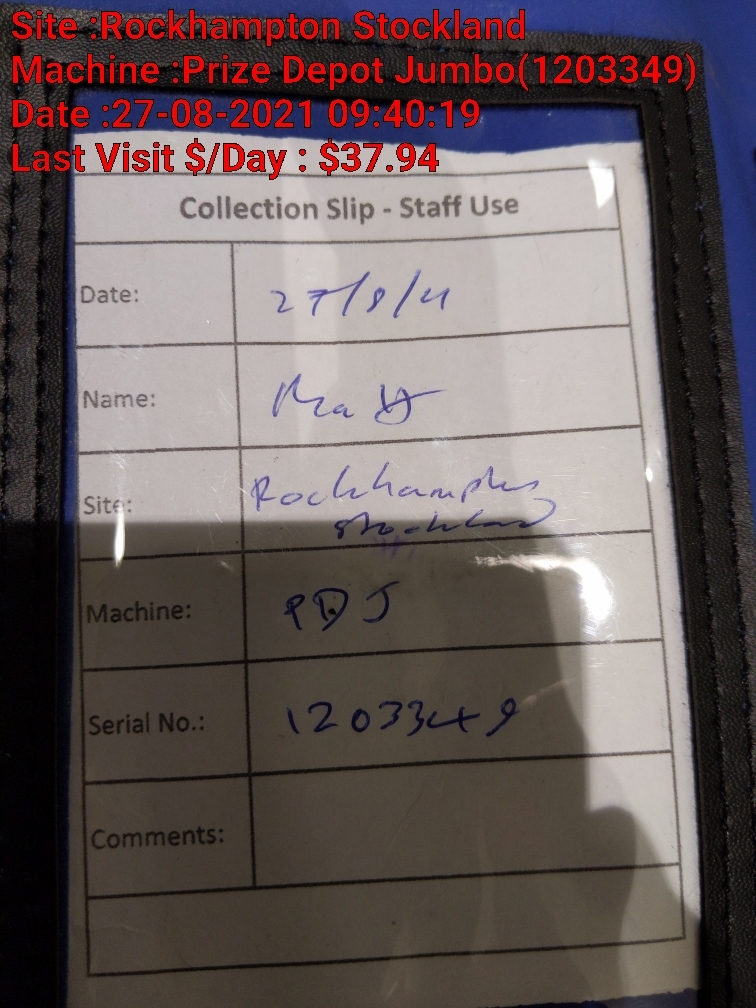 Site :Rockhampton Stockland
Machine :Prize Depot Jumbo(1203349)
Date :27-08-2021 09:40:19
Last Visit $/Day : $37.94
Collection Slip - Staff Use
Date: 27/8/21
Name: Matt
Site: Rockhampton
Stockland
Machine: PDJ
Serial No.: 1203349
Comments: